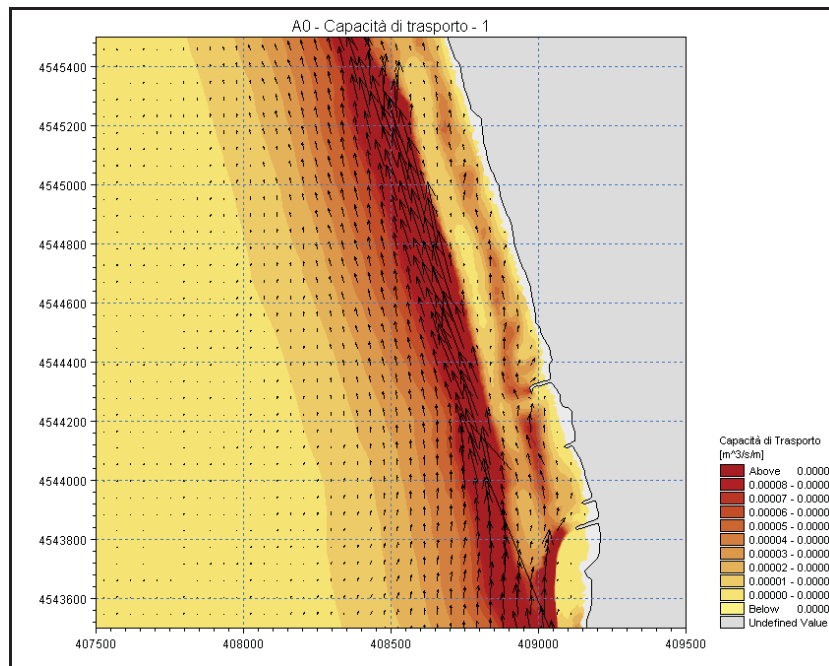 A0 - Capacità di trasporto - 1
4545400
4545200
4545000
4544800
4544600
4544400
4544200
4544000
4543800
4543600
407500 408000 408500 409000 409500
Capacità di Trasporto
[m^3/s/m]
Above 0.0000
0.00008 - 0.0000
0.00007 - 0.0000
0.00006 - 0.0000
0.00005 - 0.0000
0.00004 - 0.0000
0.00003 - 0.0000
0.00002 - 0.0000
0.00001 - 0.0000
0.00000 - 0.0000
Below 0.0000
Undefined Value